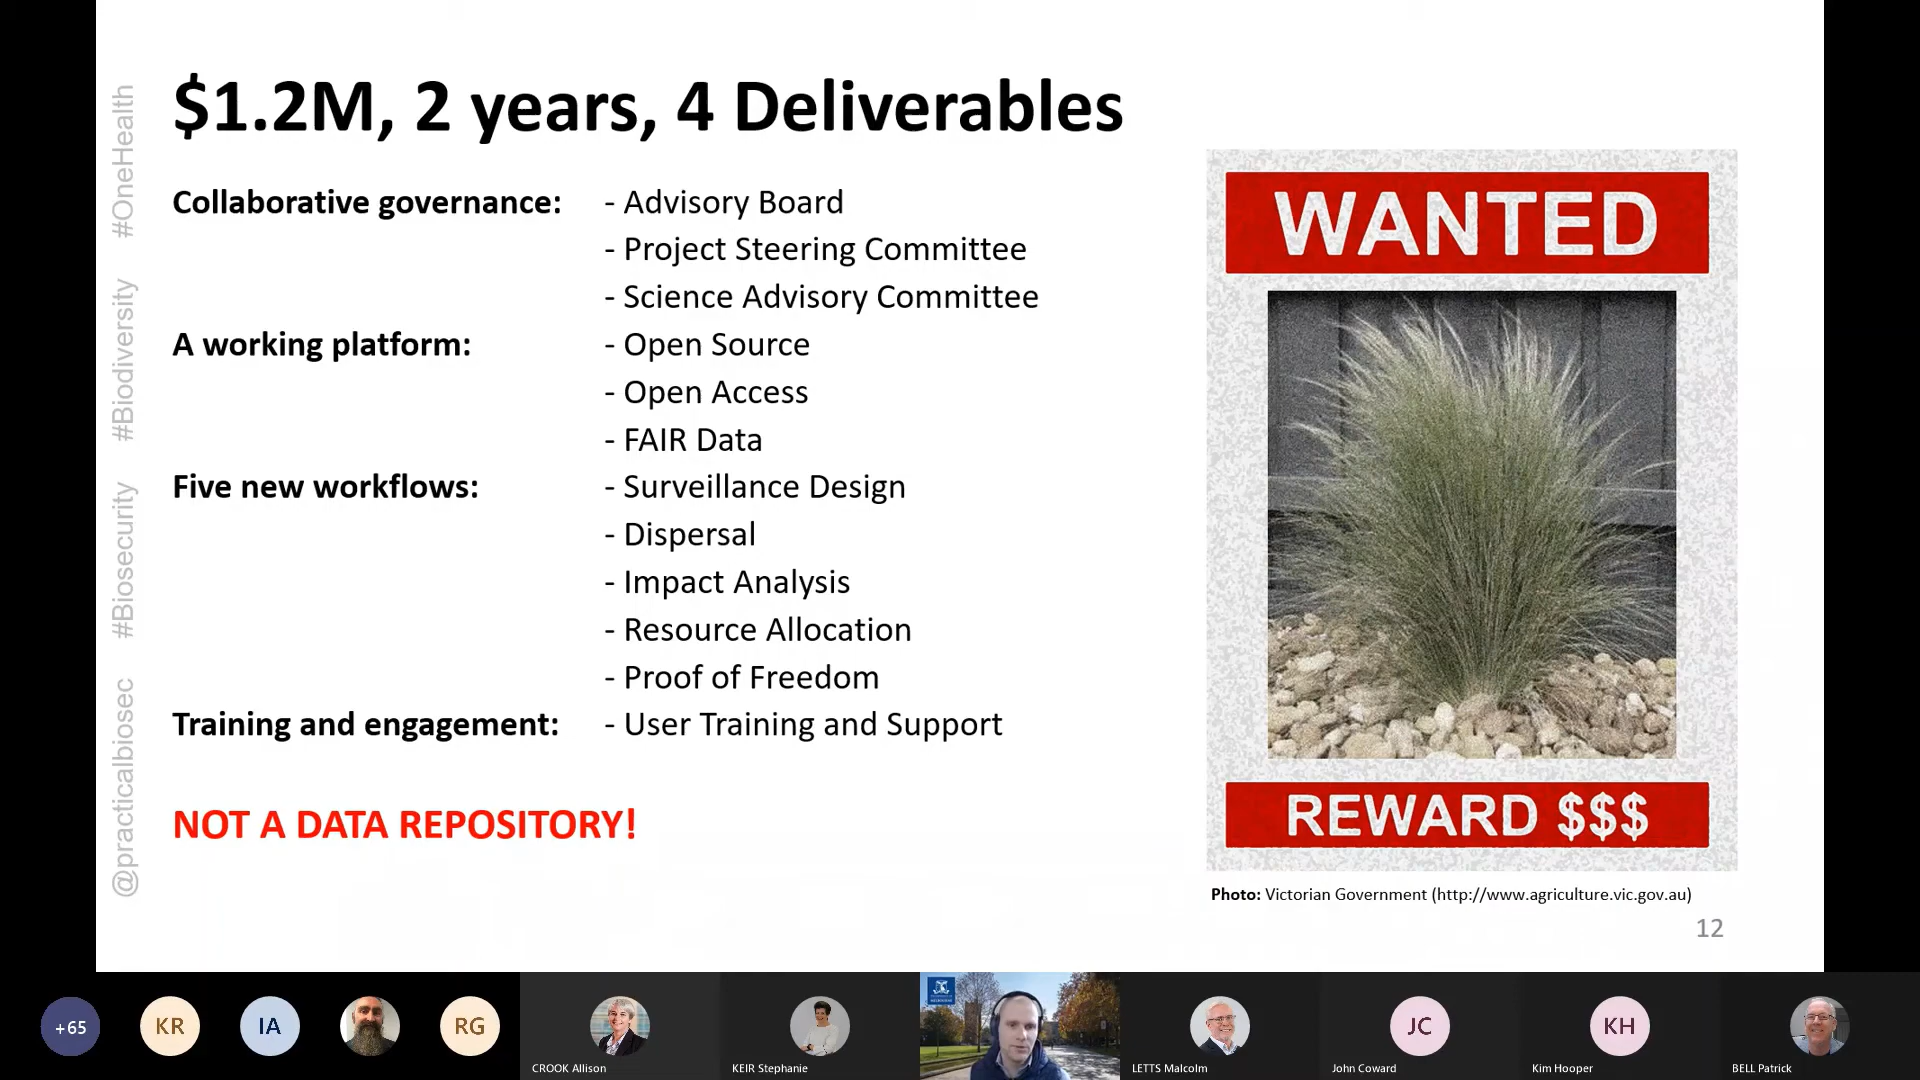 $1.2M, 2 years, 4 Deliverables
Collaborative governance: - Advisory Board
- Project Steering Committee
- Science Advisory Committee
A working platform: - Open Source
- Open Access
- FAIR Data
Five new workflows: - Surveillance Design
- Dispersal
- Impact Analysis
- Resource Allocation
- Proof of Freedom
Training and engagement: - User Training and Support
NOT A DATA REPOSITORY!
@practicalbiosec #Biosecurity #Biodiversity #OneHealth
WANTED
REWARD $$$
Photo: Victorian Government (http://www.agriculture.vic.gov.au)
12
+65
KR
IA
RG
CROOK Allison
KEIR Stephanie
LETTS Malcolm
JC
John Coward
KH
Kim Hooper
BELL Patrick